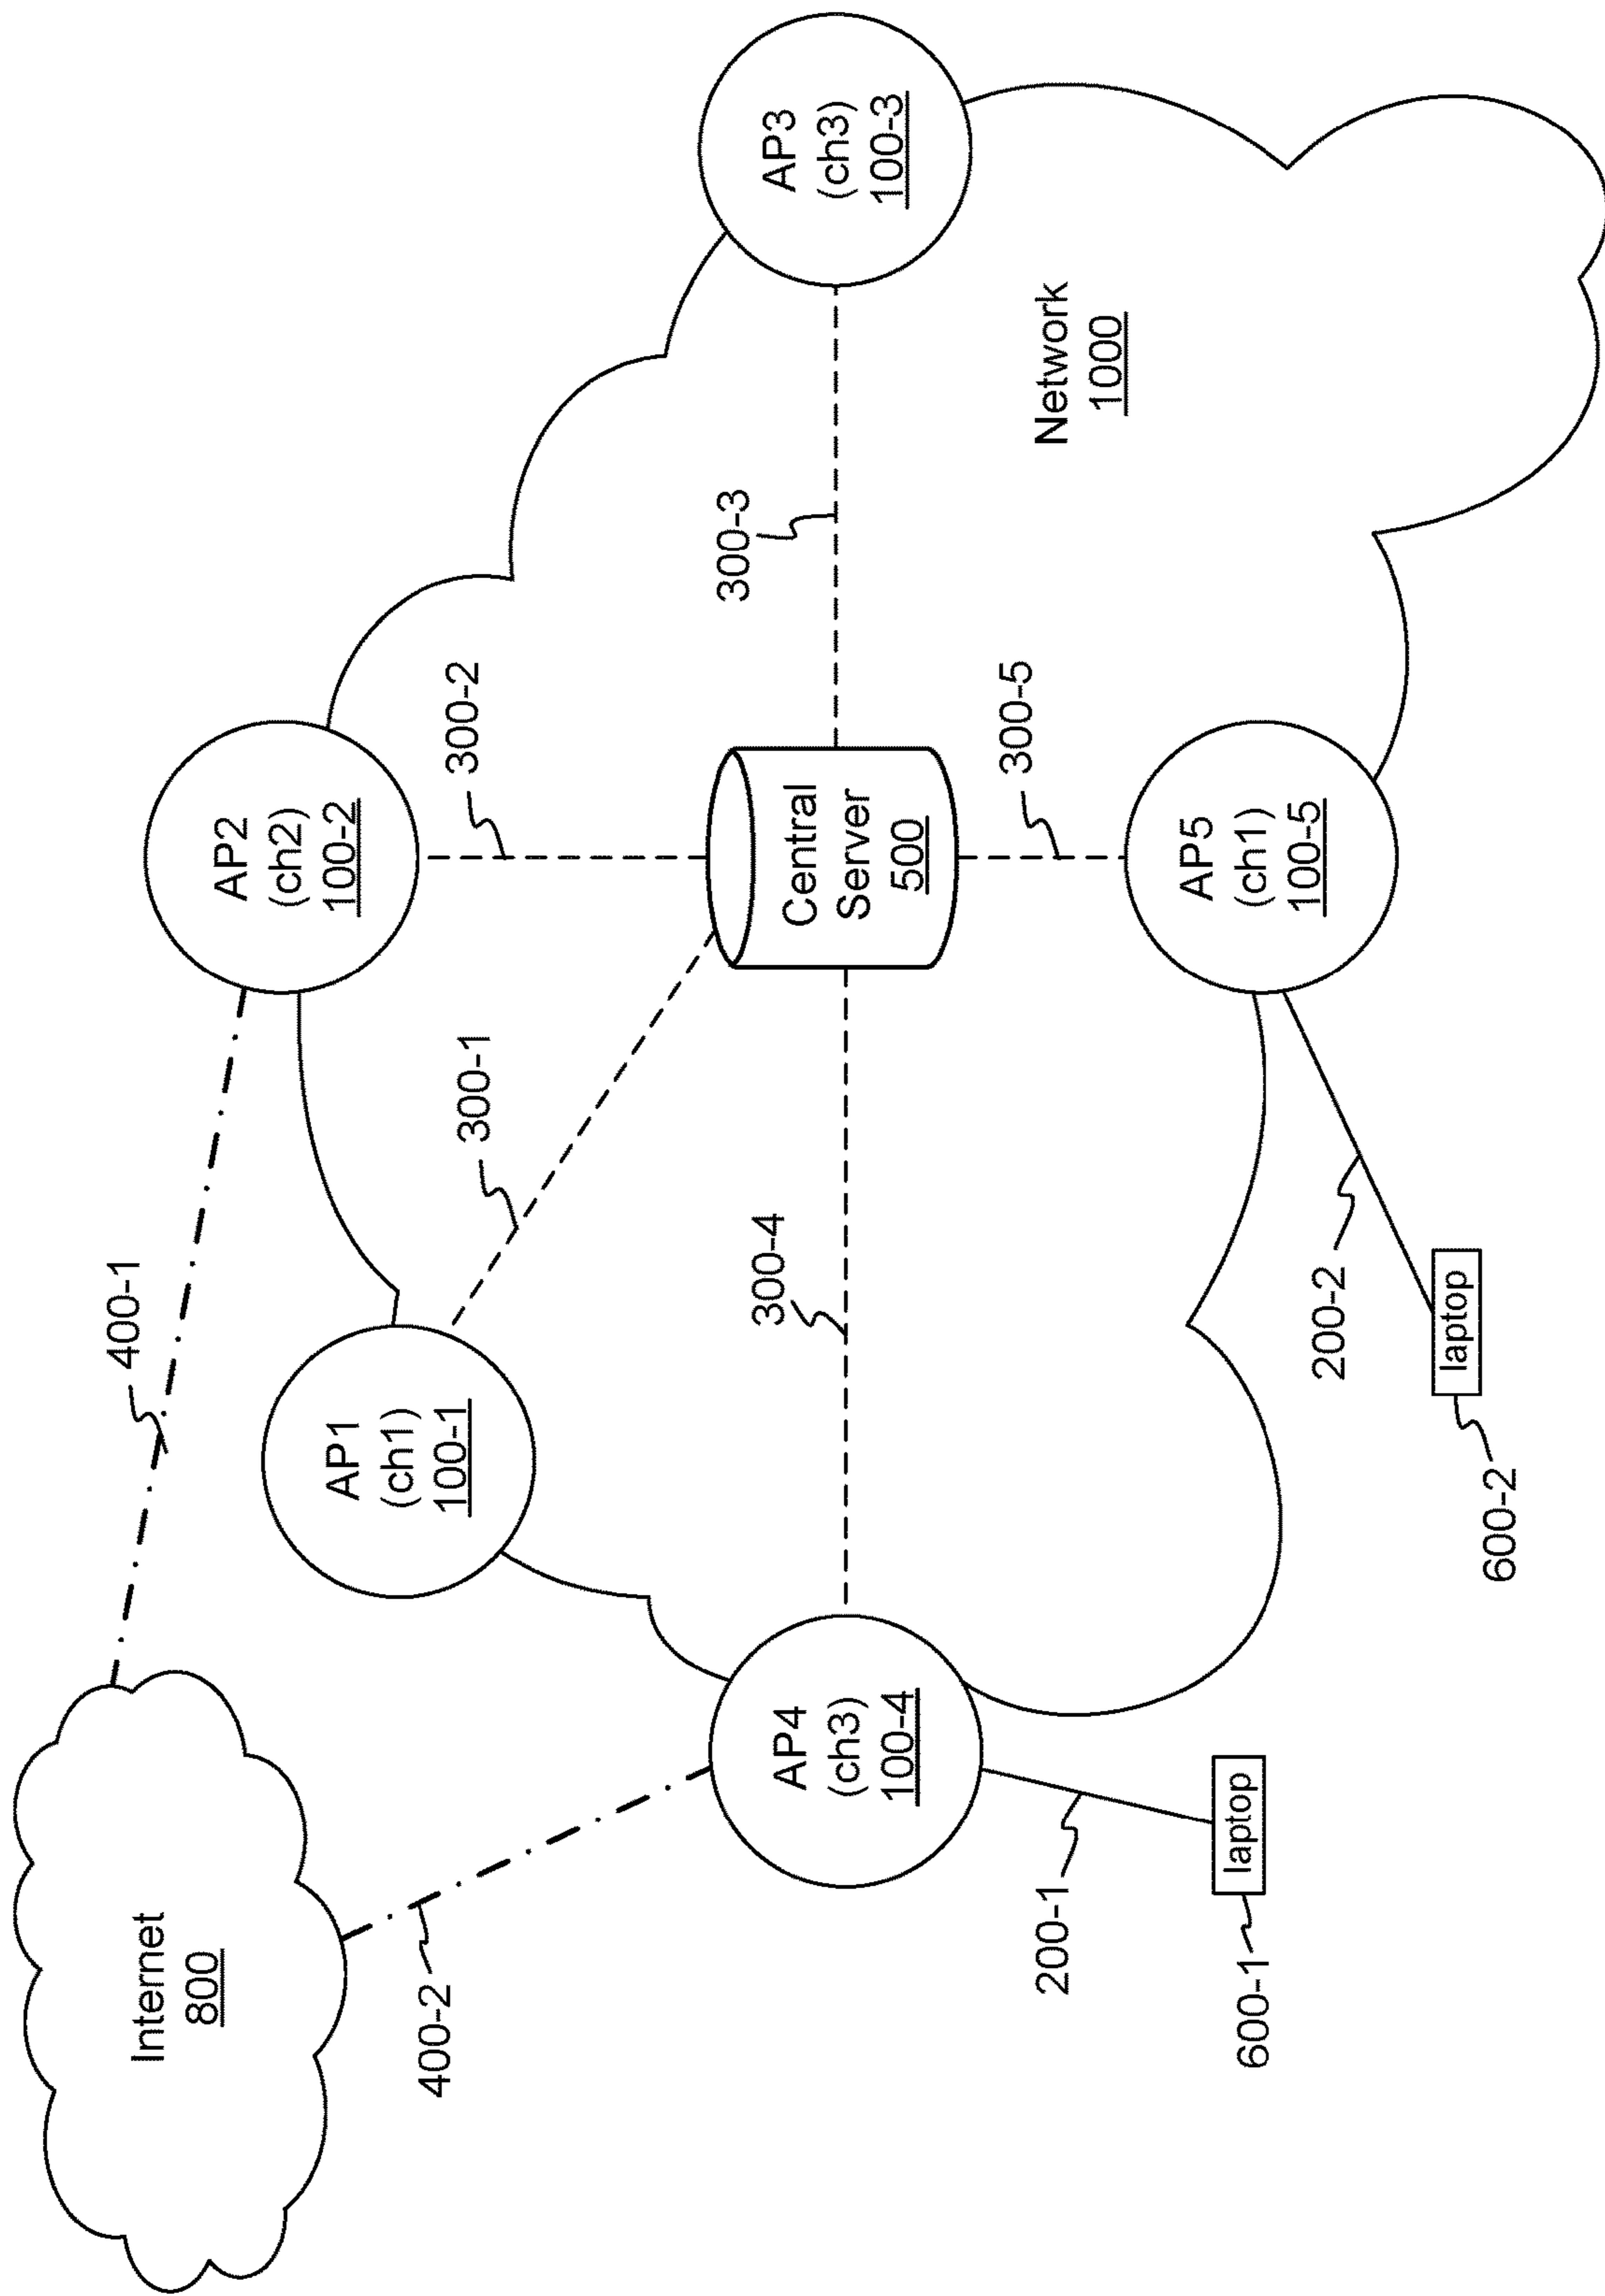 Internet
800
400-1
AP2
(ch2)
100-2
AP1
(ch1)
100-1
400-2
300-1
300-2
300-4
300-3
AP4
(ch3)
100-4
Central
Server
500
AP3
(ch3)
100-3
200-1
300-5
Network
1000
AP5
(ch1)
100-5
600-1
laptop
200-2
laptop
600-2